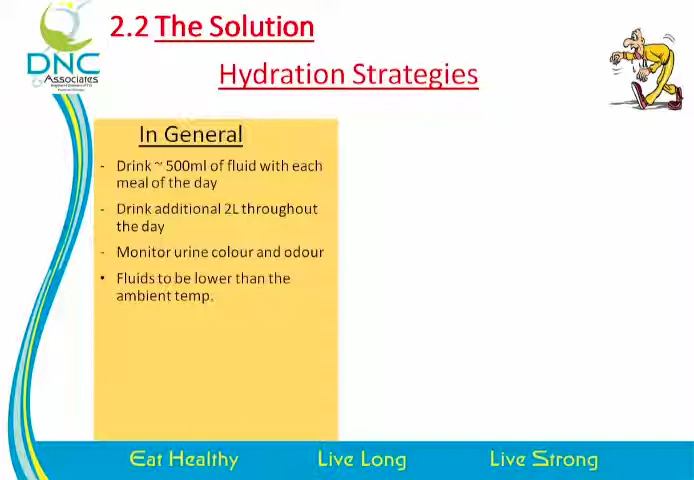 2.2 The Solution
Hydration Strategies
DNC
Associates
In General
- Drink ~ 500ml of fluid with each
meal of the day
- Drink additional 2L throughout
the day
- Monitor urine colour and odour
• Fluids to be lower than the
ambient temp.
Eat Healthy Live Long Live Strong